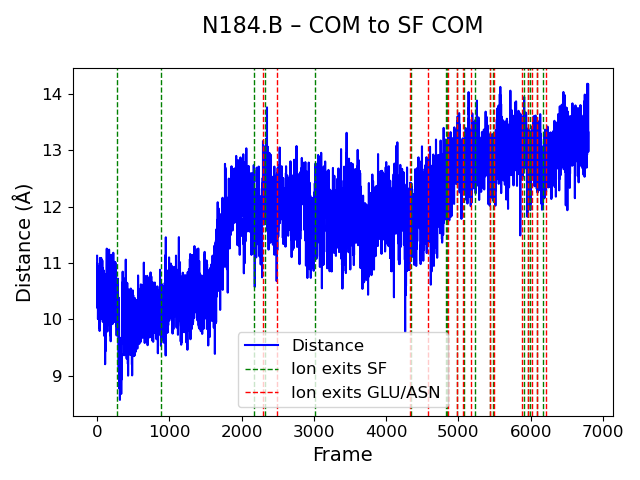 N184.B – COM to SF COM
Distance (Å)
14
13
12
11
10
9
Distance
Ion exits SF
Ion exits GLU/ASN
0 1000 2000 3000 4000 5000 6000 7000
Frame